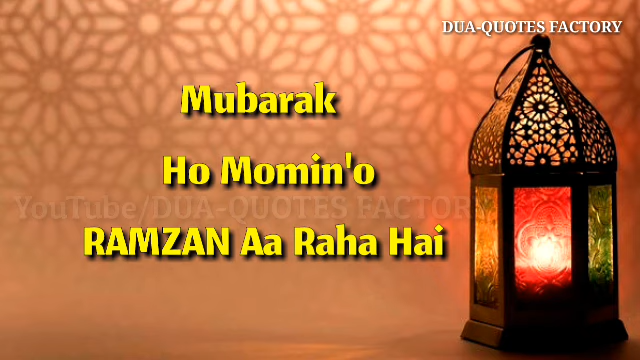 DUA-QUOTES FACTORY
Mubarak
Ho Momin'o
YouTube/DUA-QUOTES FACTORY
RAMZAN Aa Raha Hai